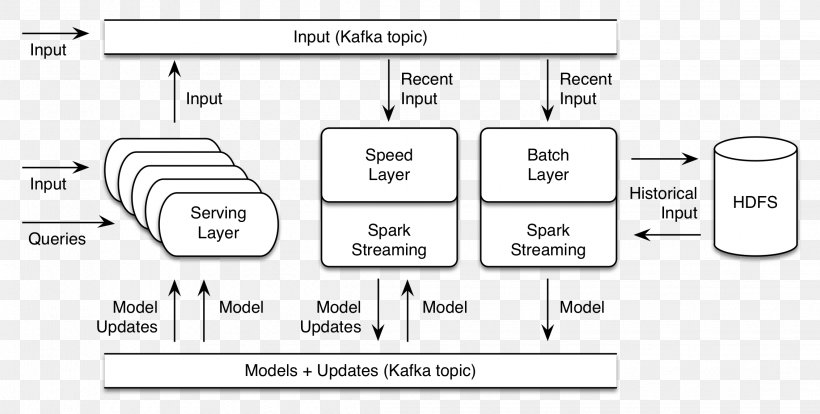 Input (Kafka topic)
Input
Input
Recent
Input
Recent
Input
Speed
Layer
Batch
Layer
Input
Queries
Serving
Layer
Spark
Streaming
Spark
Streaming
Historical
Input
HDFS
Model
Updates
Model
Model
Updates
Model
Model
Models + Updates (Kafka topic)